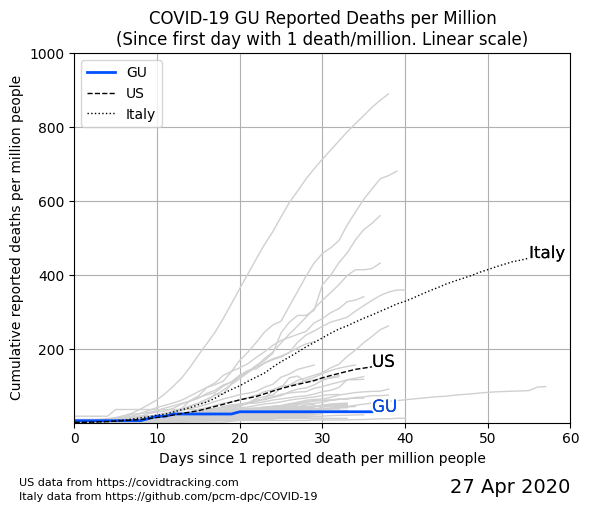 COVID-19 GU Reported Deaths per Million
(Since first day with 1 death/million. Linear scale)
1000
800
600
400
200
Cumulative reported deaths per million people
GU
US
Italy
Italy
US
GU
0 10 20 30 40 50 60
Days since 1 reported death per million people
US data from https://covidtracking.com
Italy data from https://github.com/pcm-dpc/COVID-19
27 Apr 2020